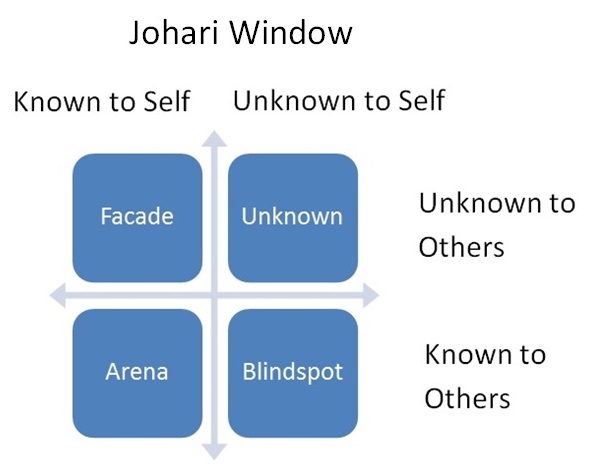 Johari Window
Known to Self
Unknown to Self
Facade
Unknown
Unknown to
Others
Arena
Blindspot
Known to
Others